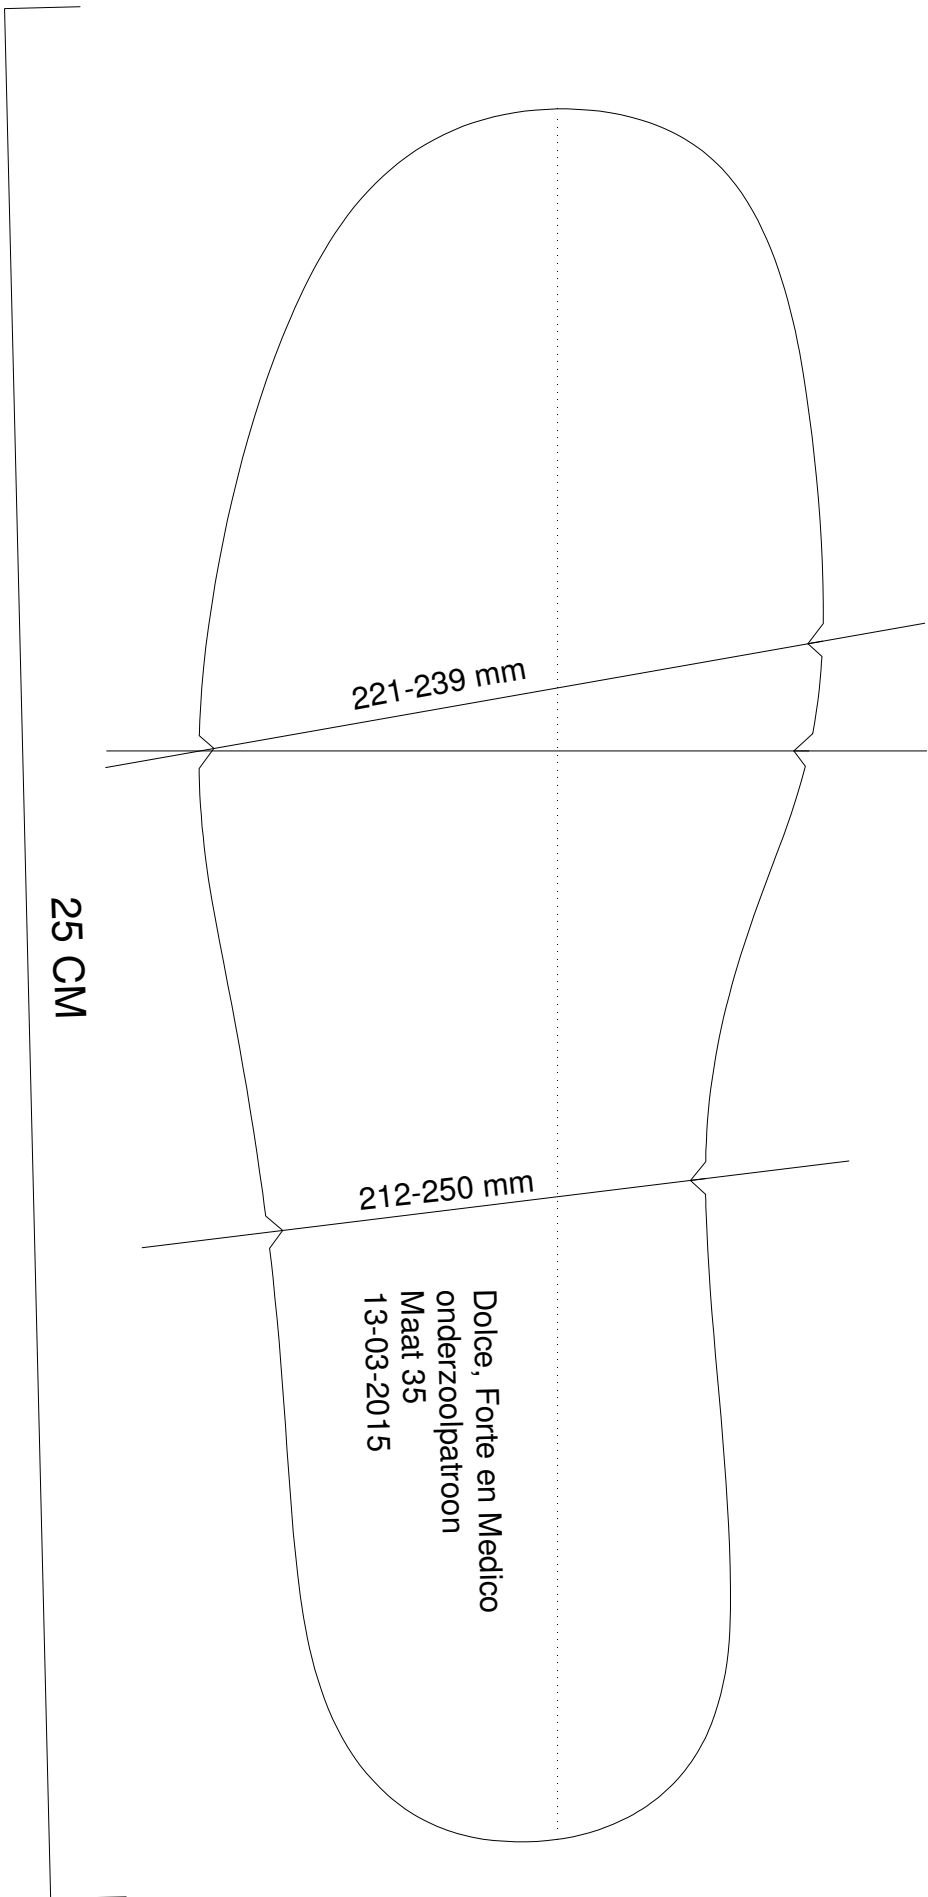 221-239 mm
25 CM
212-250 mm
Dolce, Forte en Medico
onderzoolpatroon
Maat 35
13-03-2015